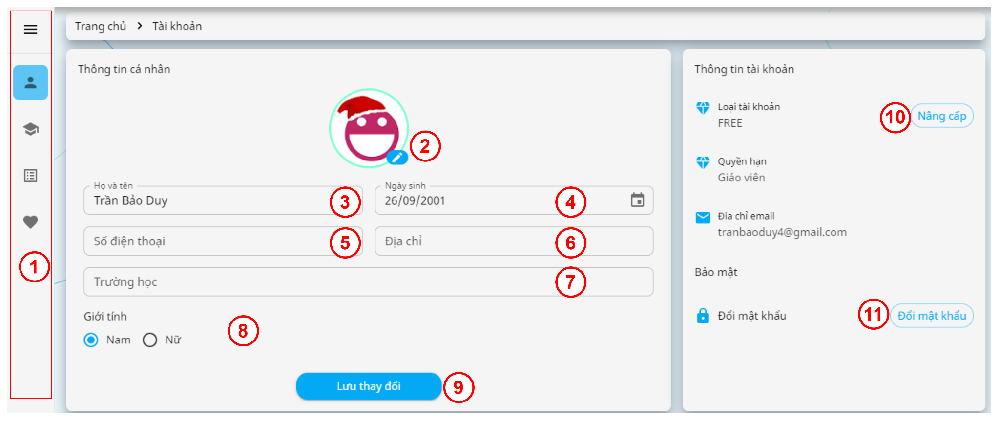 Trang chủ > Tài khoản
Thông tin cá nhân
2
Họ và tên
Trần Bảo Duy
3
Ngày sinh
26/09/2001
4
Số điện thoại
5
Địa chỉ
6
Trường học
7
Giới tính
Nam
Nữ
8
Lưu thay đổi
9
1
Thông tin tài khoản
Loại tài khoản
FREE
10
Nâng cấp
Quyền hạn
Giáo viên
Địa chỉ email
tranbaoduy4@gmail.com
Bảo mật
Đổi mật khẩu
11
Đổi mật khẩu